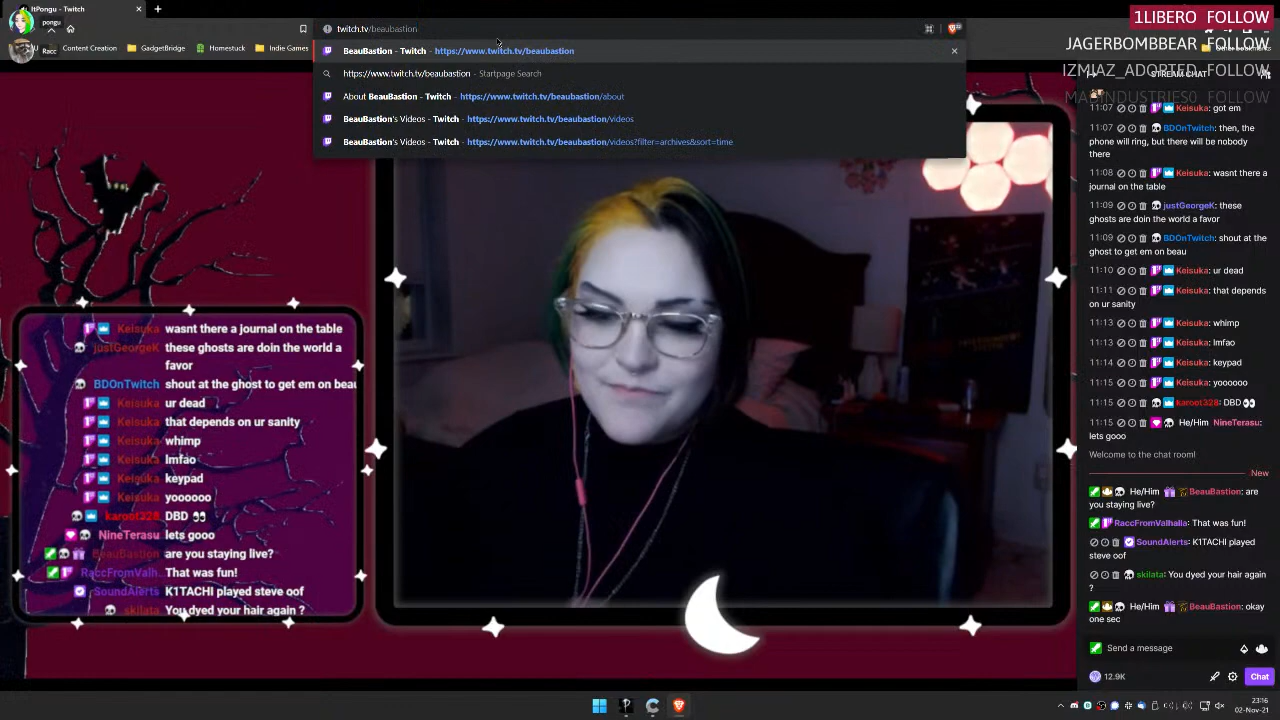 ItPongu - Twitch
pongu
Racc
Content Creation
GadgetBridge
Homestuck
Indie Games
twitch.tv/beaubastion
BeauBastion - Twitch - https://www.twitch.tv/beaubastion
https://www.twitch.tv/beaubastion - Startpage Search
About BeauBastion - Twitch - https://www.twitch.tv/beaubastion/about
BeauBastion's Videos - Twitch - https://www.twitch.tv/beaubastion/videos
BeauBastion's Videos - Twitch - https://www.twitch.tv/beaubastion/videos?filter=archives&sort=time
1LIBERO FOLLOW
JAGERBOMBBEAR FOLLOW
IZMJAZ_ADOPTED FOLLOW
MADINDUSTRIES0 FOLLOW
STREAM CHAT
Keisuka wasnt there a journal on the table
justGeorgeK these ghosts are doin the world a
favor
BDOnTwitch shout at the ghost to get em on beau
Keisuka ur dead
Keisuka that depends on ur sanity
Keisuka whimp
Keisuka lmfao
Keisuka keypad
Keisuka yoooooo
karoot328 DBD 👀
NineTerasu lets gooo
BeauBastion are you staying live?
RaccFromValh... That was fun!
SoundAlerts K1TACHI played steve oof
skilata You dyed your hair again ?
11:07 Keisuka: got em
11:07 BDOnTwitch: then, the
phone will ring, but there will be nobody
there
11:08 Keisuka: wasnt there a
journal on the table
11:09 justGeorgeK: these
ghosts are doin the world a favor
11:09 BDOnTwitch: shout at the
ghost to get em on beau
11:10 Keisuka: ur dead
11:11 Keisuka: that depends
on ur sanity
11:13 Keisuka: whimp
11:13 Keisuka: lmfao
11:14 Keisuka: keypad
11:15 Keisuka: yoooooo
11:15 karoot328: DBD 👀
11:15 He/Him NineTerasu:
lets gooo
Welcome to the chat room!
New
He/Him BeauBastion: are
you staying live?
RaccFromValhalla: That was fun!
SoundAlerts: K1TACHI played
steve oof
skilata: You dyed your hair again
?
He/Him BeauBastion: okay
one sec
Send a message
12.9K
Chat
23:16
02-Nov-21